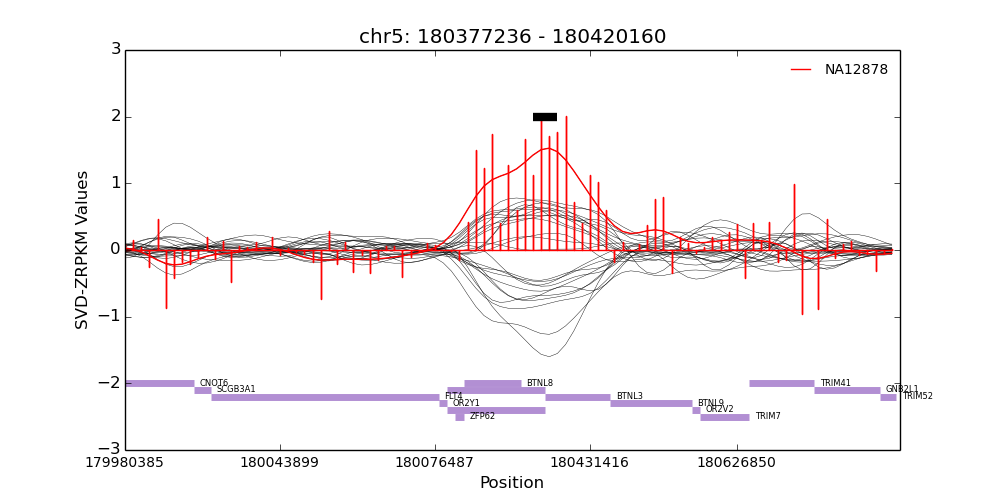 chr5: 180377236 - 180420160
NA12878
3
2
1
0
−1
−2
−3
SVD-ZRPKM Values
CNOT6
BTNL8
TRIM41
SCGB3A1
GNB2L1
FLT4
BTNL3
TRIM52
OR2Y1
BTNL9
OR2V2
ZFP62
TRIM7
179980385
180043899
180076487
180431416
180626850
Position